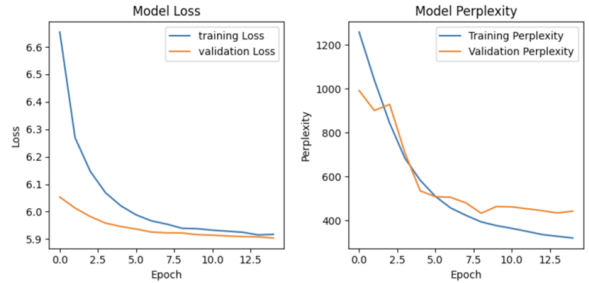 Model Loss
training Loss
validation Loss
Loss
6.6
6.5
6.4
6.3
6.2
6.1
6.0
5.9
0.0 2.5 5.0 7.5 10.0 12.5
Epoch
Model Perplexity
Training Perplexity
Validation Perplexity
Perplexity
1200
1000
800
600
400
0.0 2.5 5.0 7.5 10.0 12.5
Epoch